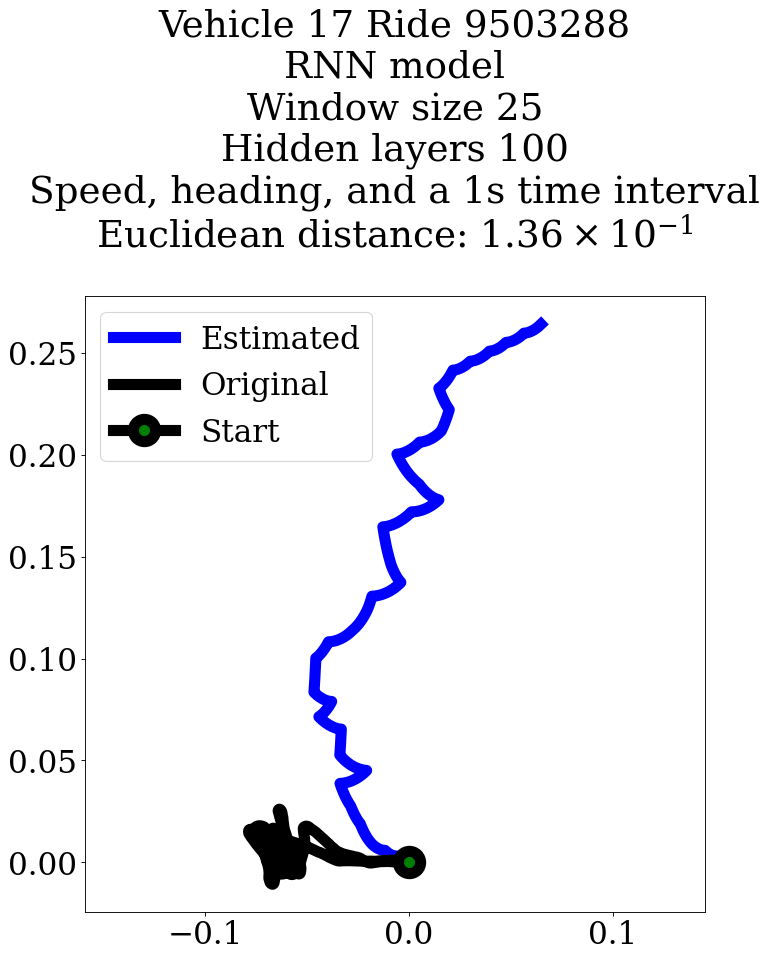 Vehicle 17 Ride 9503288
RNN model
Window size 25
Hidden layers 100
Speed, heading, and a 1s time interval
Euclidean distance: 1.36 × 10⁻¹
Estimated
Original
Start
0.25
0.20
0.15
0.10
0.05
0.00
−0.1
0.0
0.1